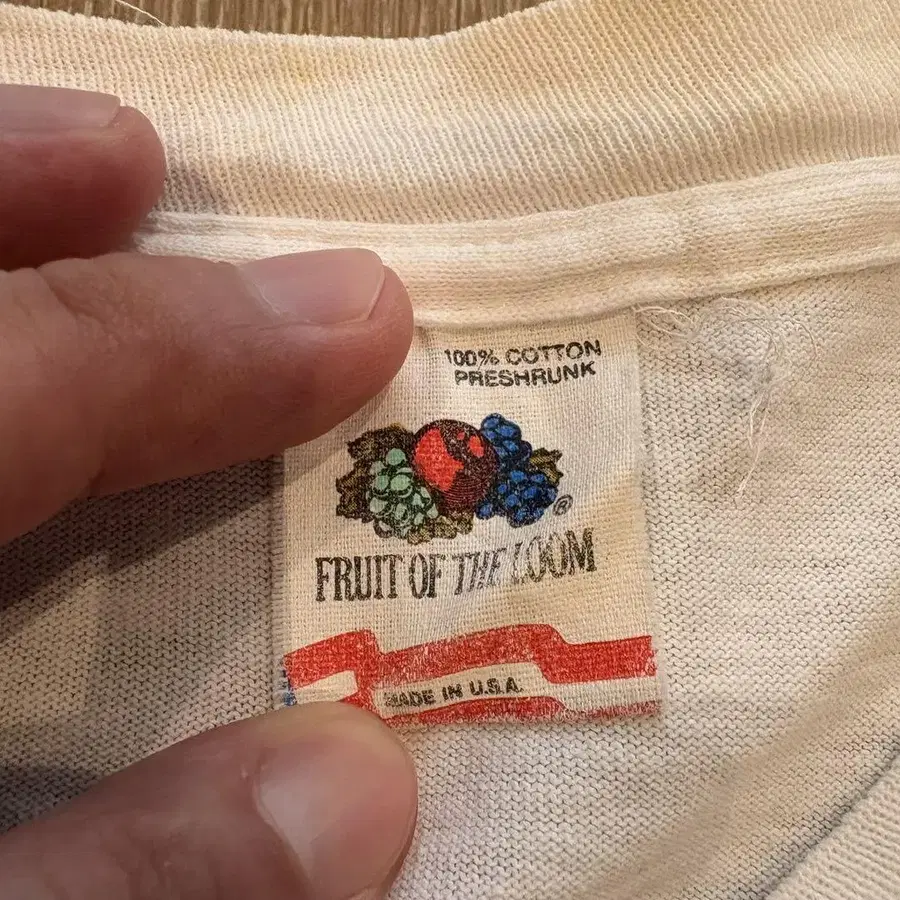 100% COTTON
PRESHRUNK
®
FRUIT OF THE LOOM
MADE IN U.S.A.